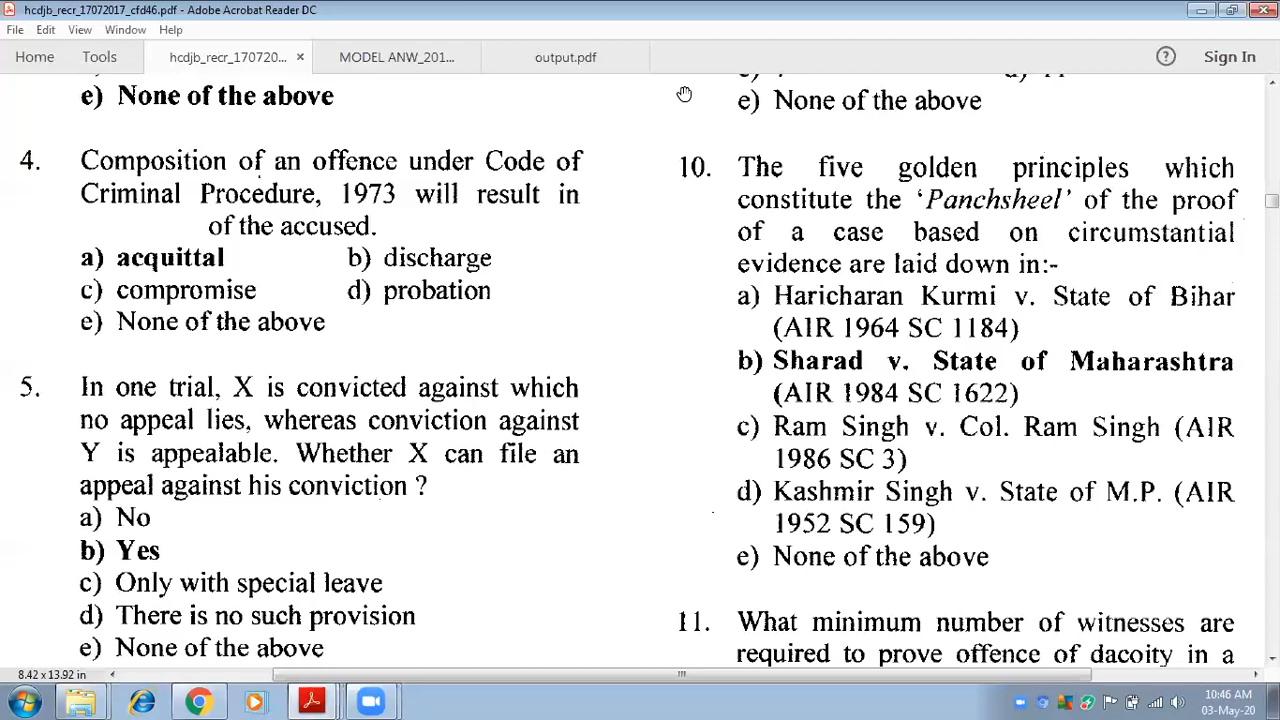 hcdjb_recr_17072017_cfd46.pdf - Adobe Acrobat Reader DC
File Edit View Window Help
Home Tools hcdjb_recr_170720... × MODEL ANW_201... output.pdf ? Sign In
e) None of the above
4. Composition of an offence under Code of
Criminal Procedure, 1973 will result in
of the accused.
a) acquittal b) discharge
c) compromise d) probation
e) None of the above
5. In one trial, X is convicted against which
no appeal lies, whereas conviction against
Y is appealable. Whether X can file an
appeal against his conviction ?
a) No
b) Yes
c) Only with special leave
d) There is no such provision
e) None of the above
e) None of the above
10. The five golden principles which
constitute the ‘Panchsheel’ of the proof
of a case based on circumstantial
evidence are laid down in:-
a) Haricharan Kurmi v. State of Bihar
(AIR 1964 SC 1184)
b) Sharad v. State of Maharashtra
(AIR 1984 SC 1622)
c) Ram Singh v. Col. Ram Singh (AIR
1986 SC 3)
d) Kashmir Singh v. State of M.P. (AIR
1952 SC 159)
e) None of the above
11. What minimum number of witnesses are
required to prove offence of dacoity in a
8.42 x 13.92 in
10:46 AM
03-May-20